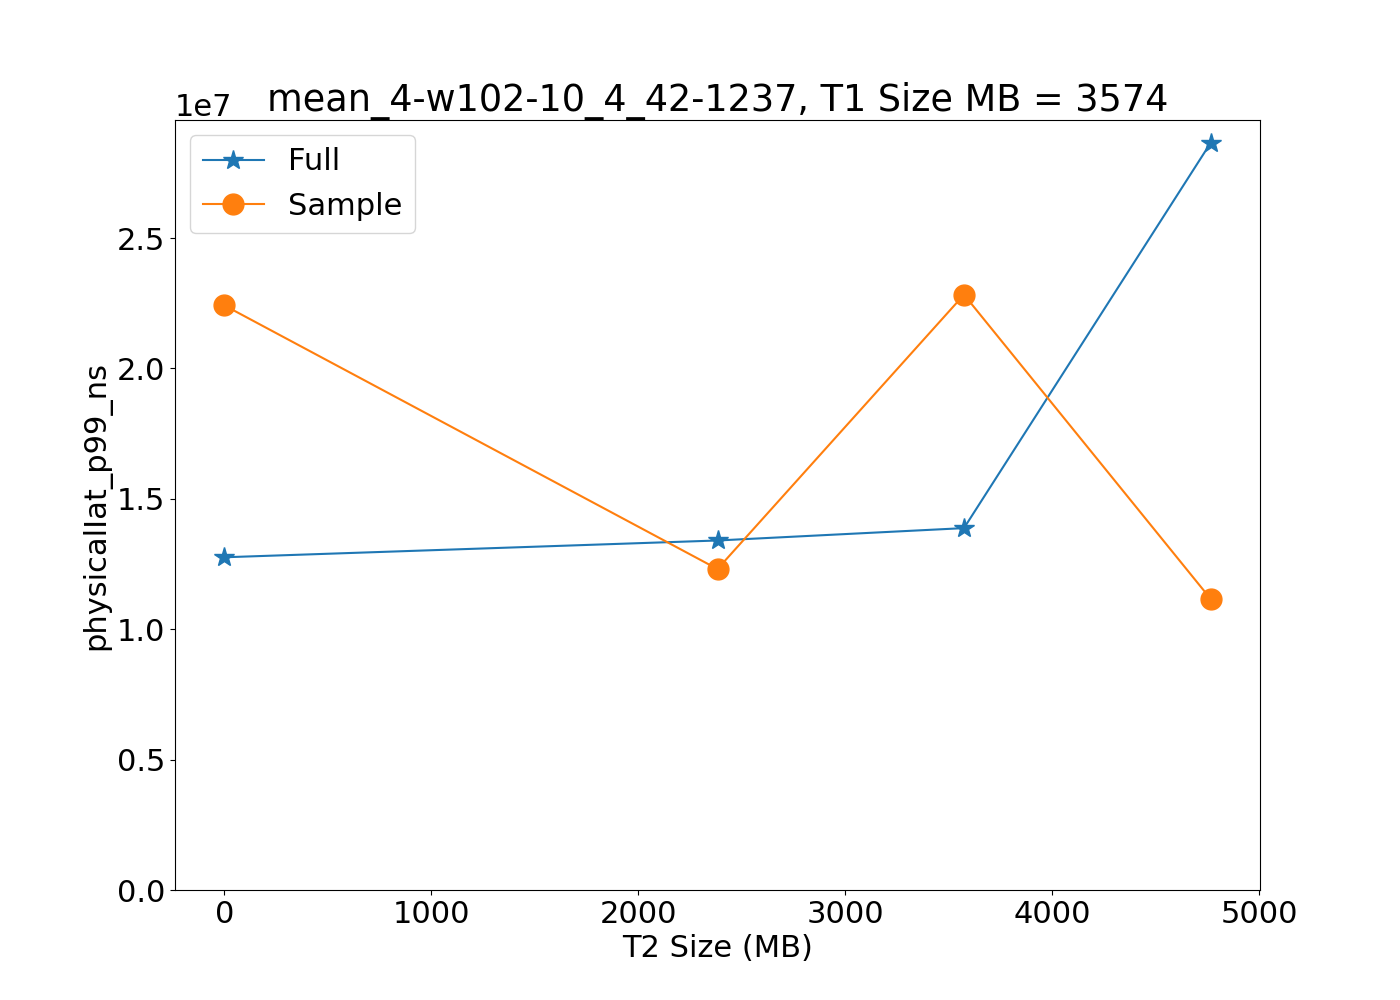 1e7
mean_4-w102-10_4_42-1237, T1 Size MB = 3574
Full
Sample
physicallat_p99_ns
2.5
2.0
1.5
1.0
0.5
0.0
0 1000 2000 3000 4000 5000
T2 Size (MB)